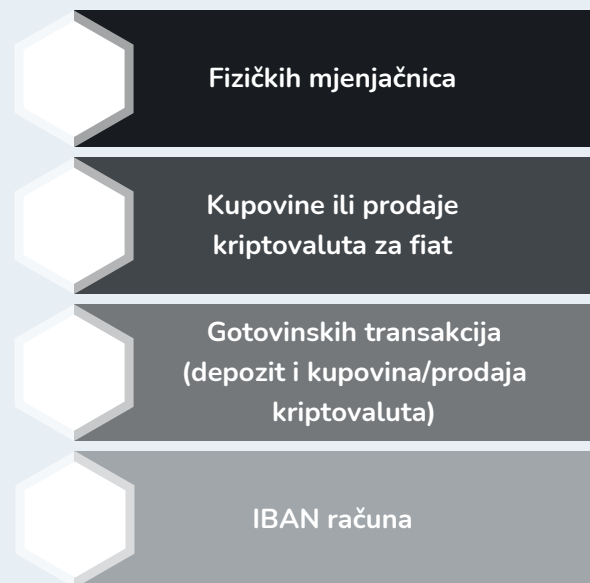 Fizičkih mjenjačnica
Kupovine ili prodaje
kriptovaluta za fiat
Gotovinskih transakcija
(depozit i kupovina/prodaja
kriptovaluta)
IBAN računa